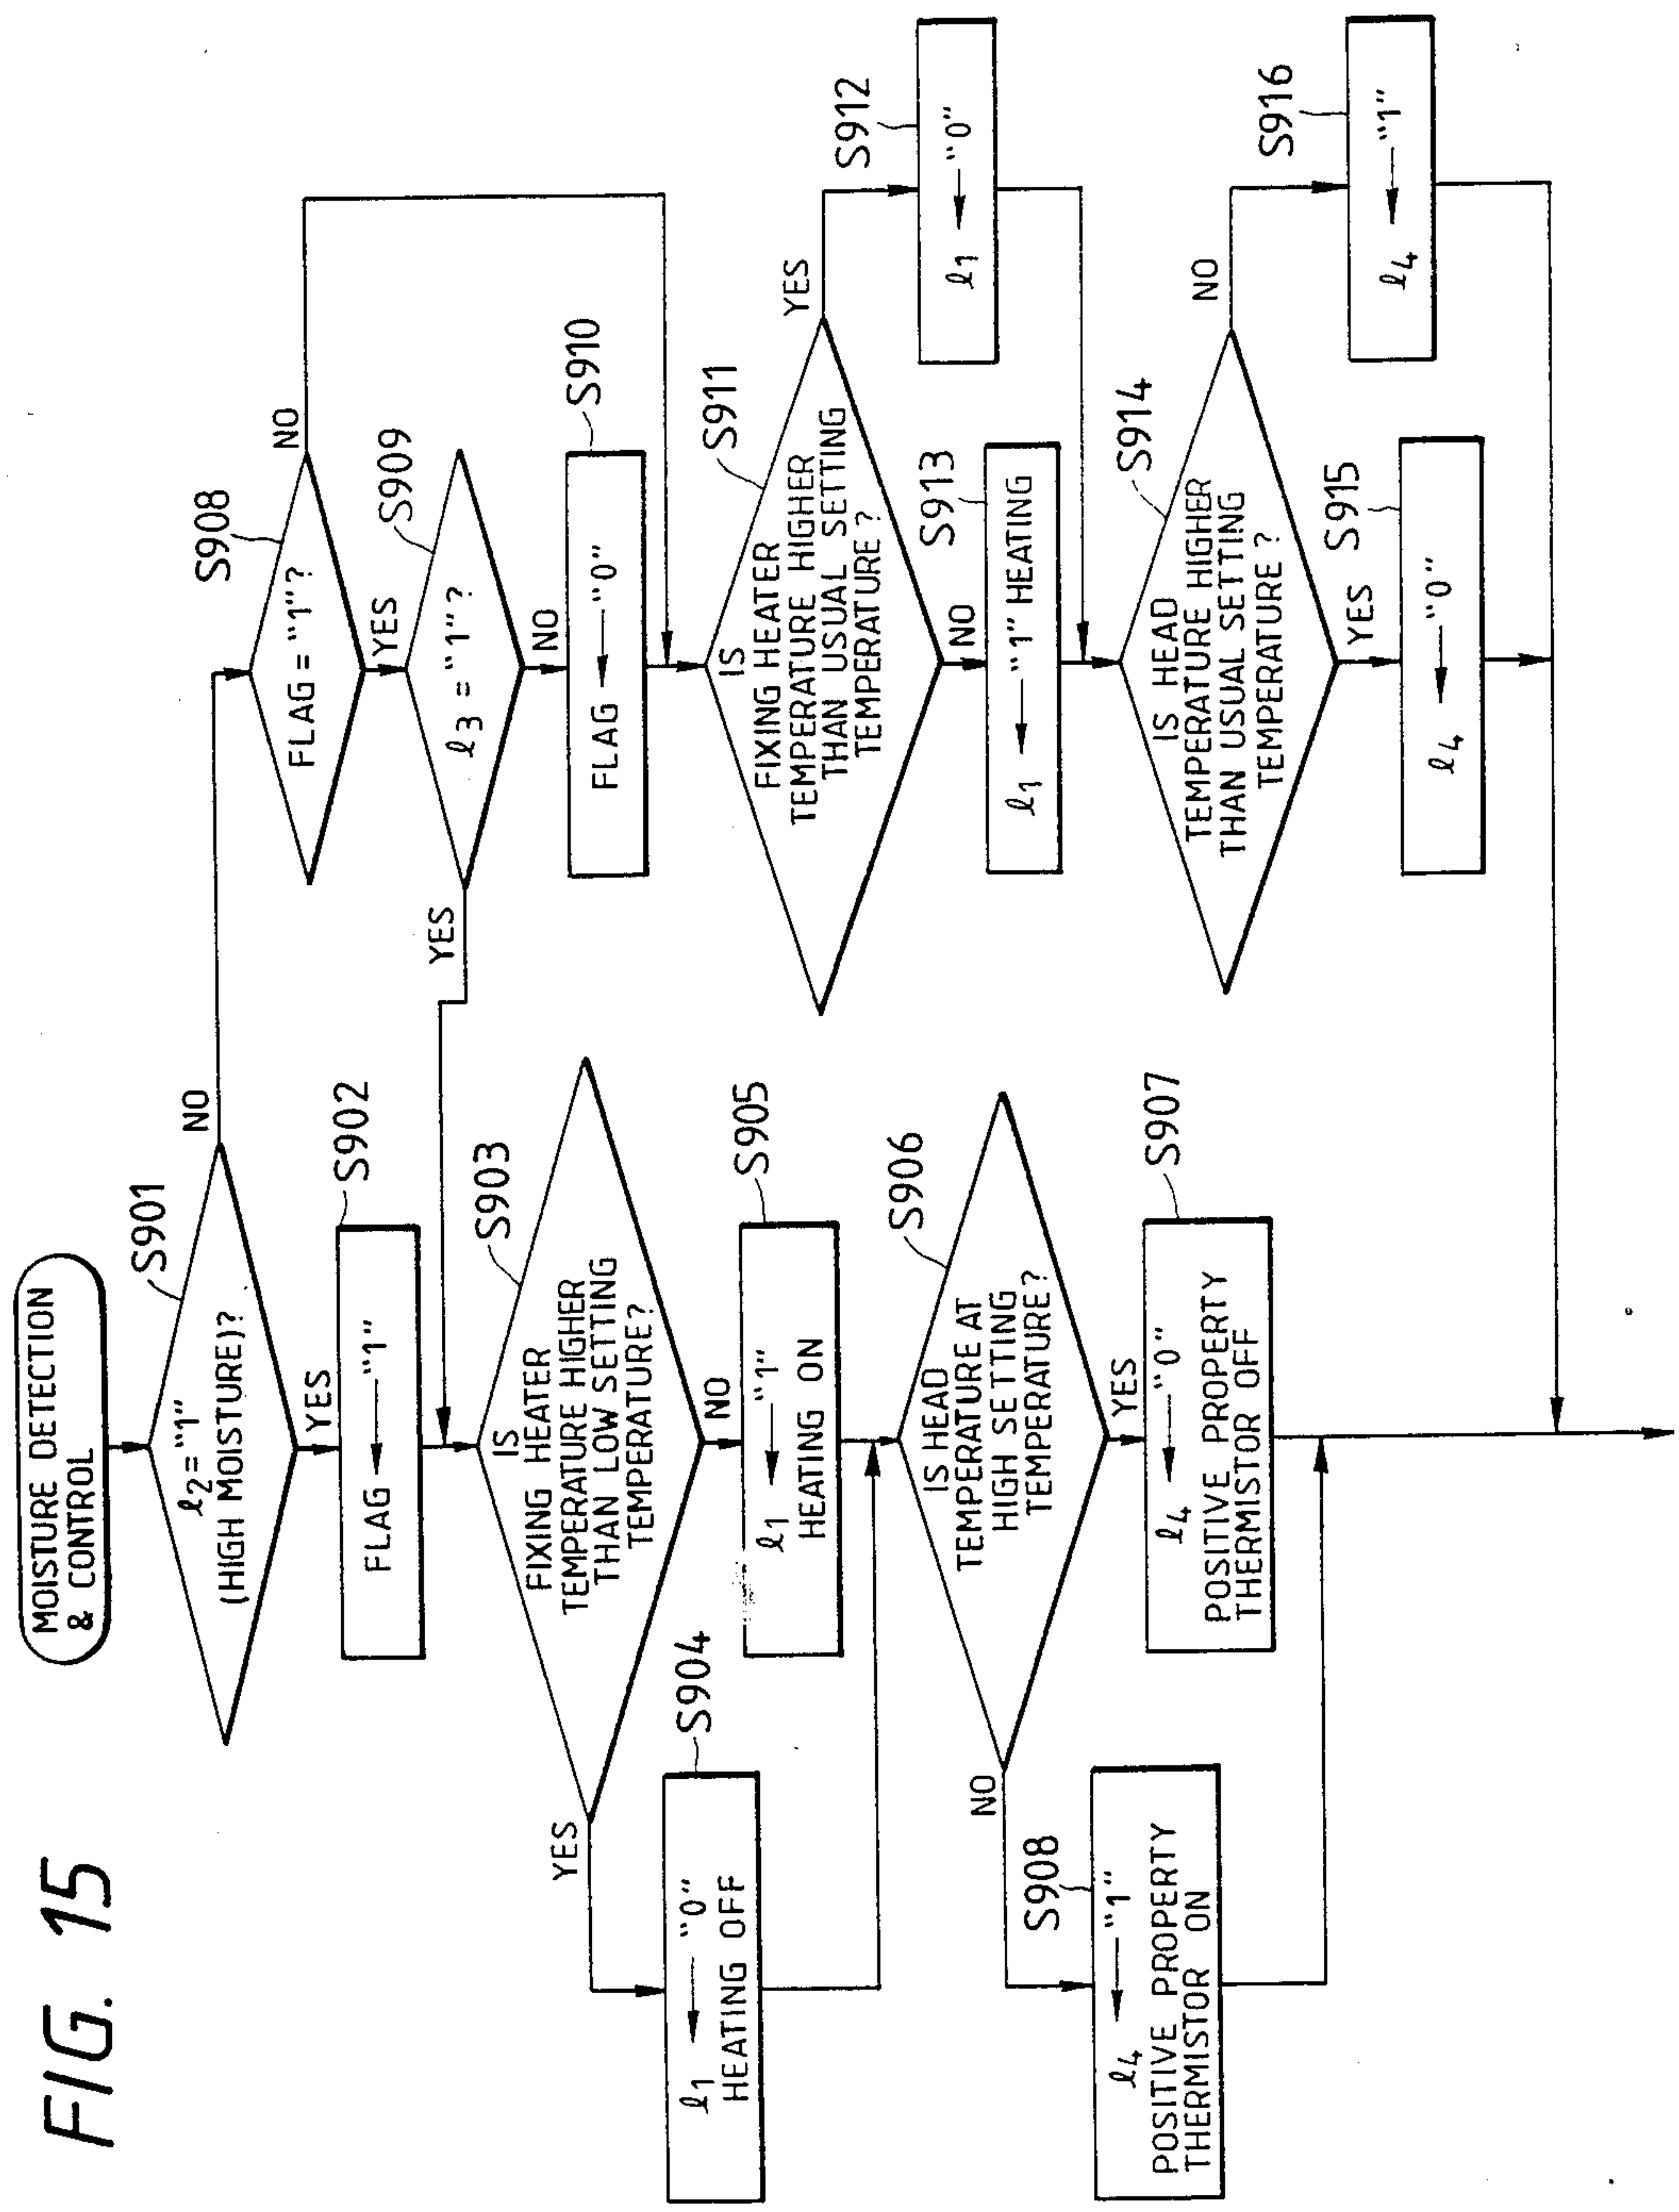 FIG. 15
MOISTURE DETECTION
& CONTROL
S901
ℓ2 = "1"
(HIGH MOISTURE)?
NO
YES
S902
FLAG ← "1"
S903
IS
FIXING HEATER
TEMPERATURE HIGHER
THAN LOW SETTING
TEMPERATURE?
YES
NO
S904
ℓ1 ← "0"
HEATING OFF
S905
ℓ1 ← "1"
HEATING ON
S906
IS HEAD
TEMPERATURE AT
HIGH SETTING
TEMPERATURE?
NO
YES
S908
ℓ4 ← "1"
POSITIVE PROPERTY
THERMISTOR ON
S907
ℓ4 ← "0"
POSITIVE PROPERTY
THERMISTOR OFF
S908
FLAG = "1"?
NO
YES
S909
ℓ3 = "1"?
YES
NO
S910
FLAG ← "0"
S911
IS
FIXING HEATER
TEMPERATURE HIGHER
THAN USUAL SETTING
TEMPERATURE?
YES
NO
S912
ℓ1 ← "0"
S913
ℓ1 ← "1" HEATING
S914
IS HEAD
TEMPERATURE HIGHER
THAN USUAL SETTING
TEMPERATURE?
NO
YES
S915
ℓ4 ← "0"
S916
ℓ4 ← "1"